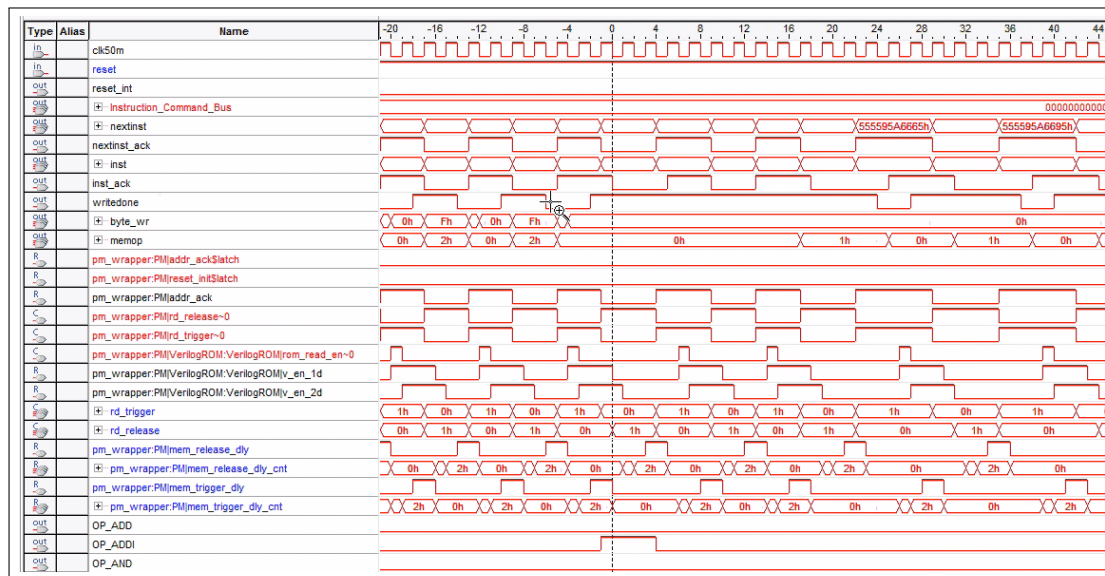 Type Alias Name -20 -16 -12 -8 -4 0 4 8 12 16 20 24 28 32 36 40 44
in clk50m
in reset
out reset_int
out Instruction_Command_Bus 00000000000
out nextinst 555595A6665h 555595A6695h
out nextinst_ack
out inst
out inst_ack
out writedone
out byte_wr 0h Fh 0h Fh 0h
out memop 0h 2h 0h 2h 0h 1h 0h 1h 0h
R pm_wrapper:PM|addr_ack$latch
R pm_wrapper:PM|reset_init$latch
R pm_wrapper:PM|addr_ack
C pm_wrapper:PM|rd_release~0
C pm_wrapper:PM|rd_trigger~0
C pm_wrapper:PM|VerilogROM:VerilogROM|rom_read_en~0
R pm_wrapper:PM|VerilogROM:VerilogROM|v_en_1d
R pm_wrapper:PM|VerilogROM:VerilogROM|v_en_2d
C rd_trigger 1h 0h 1h 0h 1h 0h 1h 0h 1h 0h 1h 0h 1h
C rd_release 0h 1h 0h 1h 0h 1h 0h 1h 0h 1h 0h 1h 0h
R pm_wrapper:PM|mem_release_dly
R pm_wrapper:PM|mem_release_dly_cnt 0h 2h 0h 2h 0h 2h 0h 2h 0h 2h 0h 2h 0h
R pm_wrapper:PM|mem_trigger_dly
R pm_wrapper:PM|mem_trigger_dly_cnt 2h 0h 2h 0h 2h 0h 2h 0h 2h 0h 2h 0h 2h
out OP_ADD
out OP_ADDI
out OP_AND